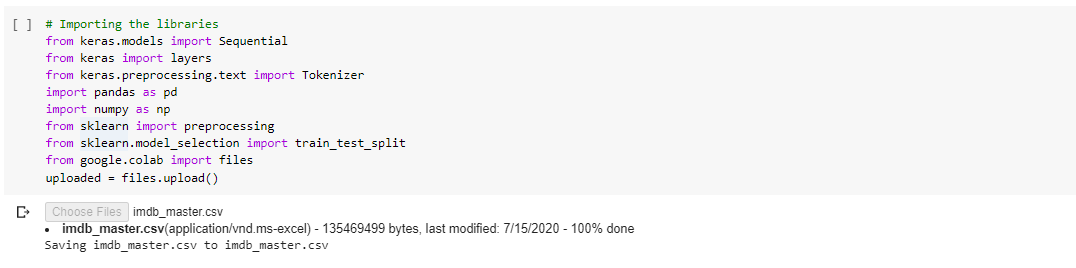 [ ] # Importing the libraries
from keras.models import Sequential
from keras import layers
from keras.preprocessing.text import Tokenizer
import pandas as pd
import numpy as np
from sklearn import preprocessing
from sklearn.model_selection import train_test_split
from google.colab import files
uploaded = files.upload()
Choose Files imdb_master.csv
• imdb_master.csv(application/vnd.ms-excel) - 135469499 bytes, last modified: 7/15/2020 - 100% done
Saving imdb_master.csv to imdb_master.csv